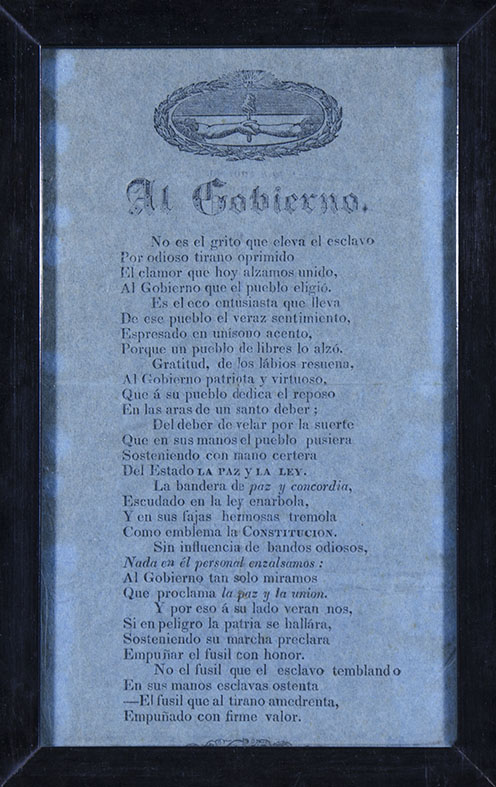 Al Gobierno.
No es el grito que eleva el esclavo
Por odioso tirano oprimido
El clamor que hoy alzamos unido,
Al Gobierno que el pueblo eligió.
Es el eco entusiasta que lleva
De ese pueblo el veraz sentimiento,
Espresado en unísono acento,
Porque un pueblo de libres lo alzó.
Gratitud, de los lábios resuena,
Al Gobierno patriota y virtuoso,
Que á su pueblo dedica el reposo
En las aras de un santo deber;
Del deber de velar por la suerte
Que en sus manos el pueblo pusiera
Sosteniendo con mano certera
Del Estado LA PAZ y LA LEY.
La bandera de paz y concordia,
Escudado en la ley enarbola,
Y en sus fajas hermosas tremola
Como emblema la CONSTITUCION.
Sin influencia de bandos odiosos,
Nada en él personal enzalsamos:
Al Gobierno tan solo miramos
Que proclama la paz y la union.
Y por eso á su lado veran nos,
Si en peligro la patria se hallára,
Sosteniendo su marcha preclara
Empuñar el fusil con honor.
No el fusil que el esclavo temblando
En sus manos esclavas ostenta
—El fusil que al tirano amedrenta,
Empuñado con firme valor.